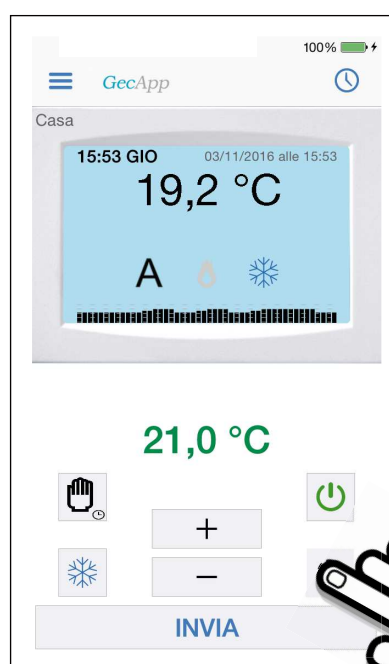 100%
GecApp
Casa
15:53 GIO 03/11/2016 alle 15:53
19,2 °C
A
21,0 °C
+
−
INVIA